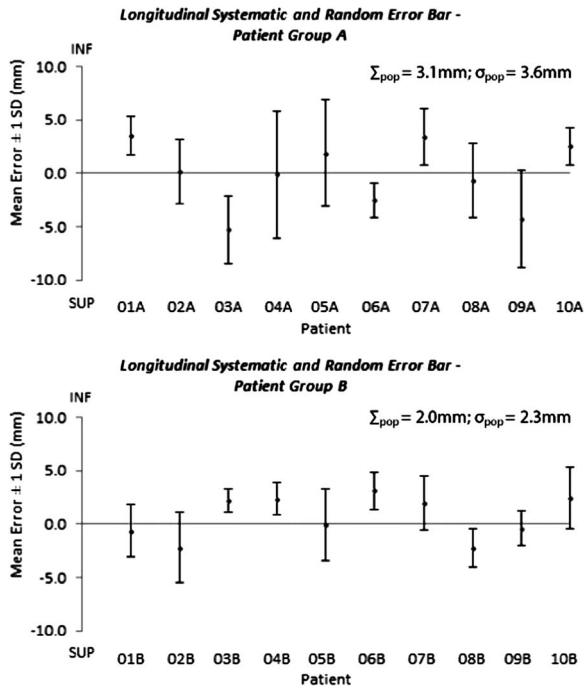 Longitudinal Systematic and Random Error Bar -
Patient Group A
INF
10.0
Σpop = 3.1mm; σpop = 3.6mm
5.0
0.0
-5.0
-10.0
Mean Error ± 1 SD (mm)
SUP
01A 02A 03A 04A 05A 06A 07A 08A 09A 10A
Patient
Longitudinal Systematic and Random Error Bar -
Patient Group B
INF
10.0
Σpop = 2.0mm; σpop = 2.3mm
5.0
0.0
-5.0
-10.0
Mean Error ± 1 SD (mm)
SUP
01B 02B 03B 04B 05B 06B 07B 08B 09B 10B
Patient